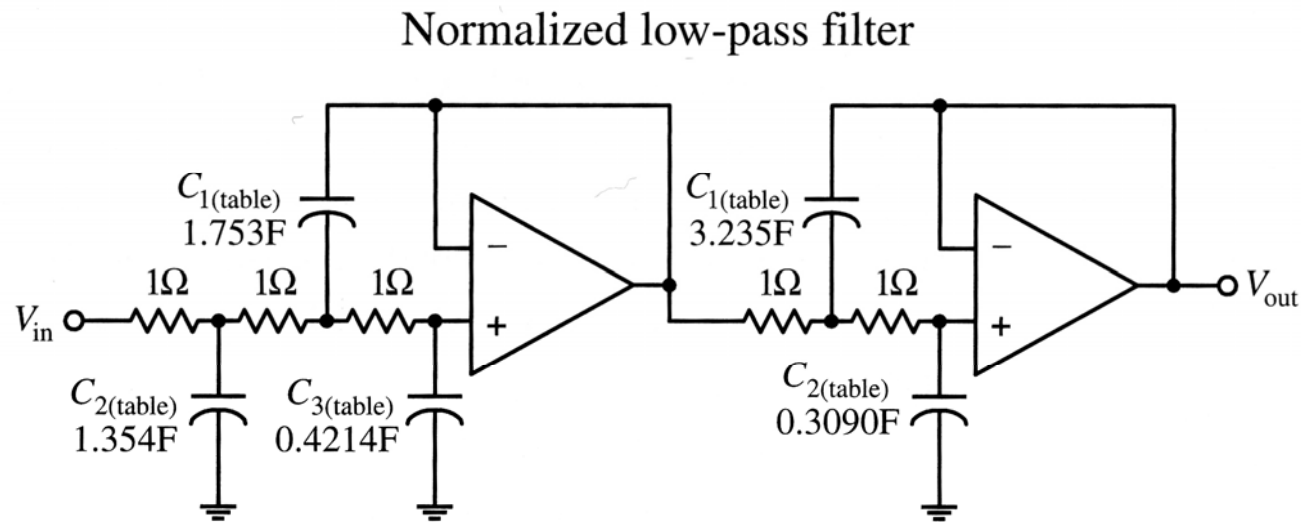 Normalized low-pass filter
C1(table)
1.753F
C1(table)
3.235F
1Ω
1Ω
1Ω
1Ω
1Ω
Vin
−
+
−
+
Vout
C2(table)
1.354F
C3(table)
0.4214F
C2(table)
0.3090F